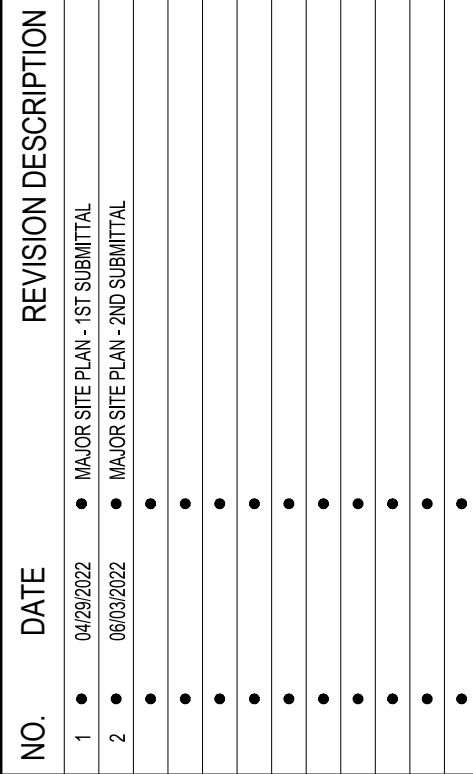 NO. DATE REVISION DESCRIPTION
1 ● 04/29/2022 ● MAJOR SITE PLAN - 1ST SUBMITTAL
2 ● 06/03/2022 ● MAJOR SITE PLAN - 2ND SUBMITTAL